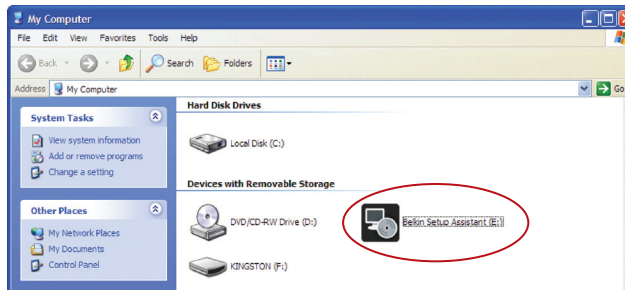 My Computer
File Edit View Favorites Tools Help
Back Search Folders
Address My Computer Go
System Tasks
View system information
Add or remove programs
Change a setting
Other Places
My Network Places
My Documents
Control Panel
Hard Disk Drives
Local Disk (C:)
Devices with Removable Storage
DVD/CD-RW Drive (D:)
Belkin Setup Assistant (E:)
KINGSTON (F:)